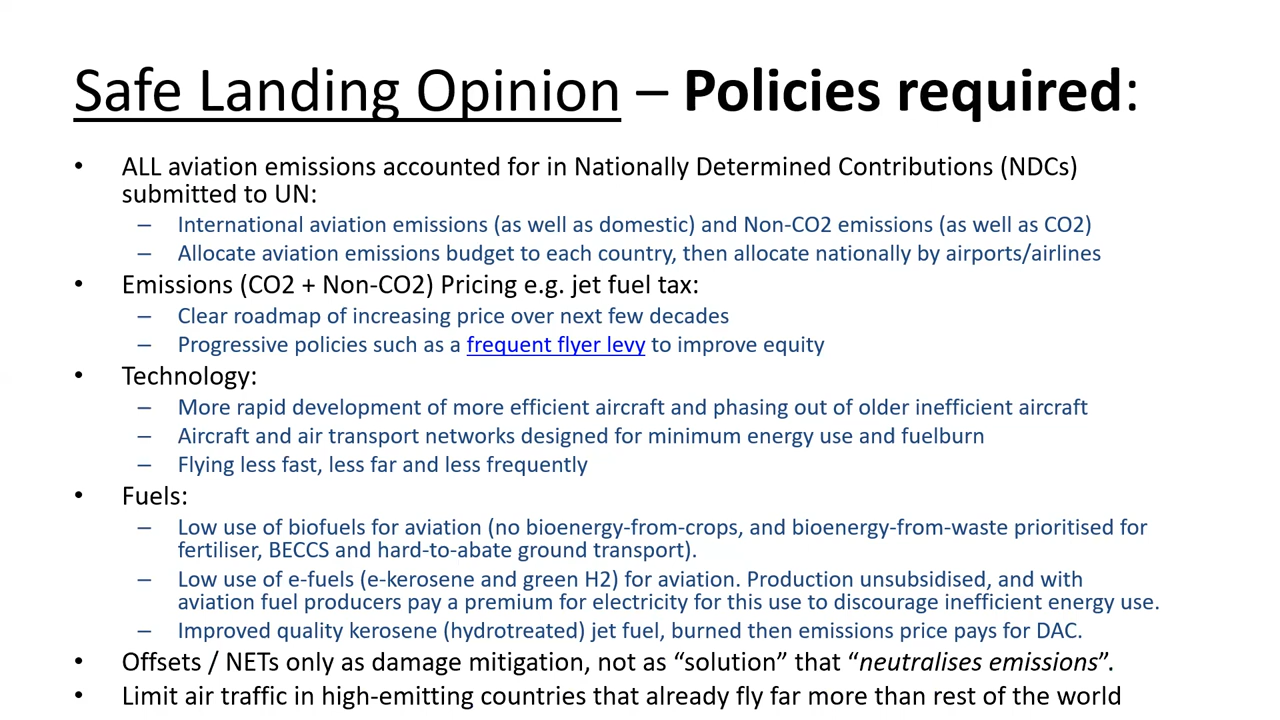 Safe Landing Opinion – Policies required:
• ALL aviation emissions accounted for in Nationally Determined Contributions (NDCs)
submitted to UN:
– International aviation emissions (as well as domestic) and Non-CO2 emissions (as well as CO2)
– Allocate aviation emissions budget to each country, then allocate nationally by airports/airlines
• Emissions (CO2 + Non-CO2) Pricing e.g. jet fuel tax:
– Clear roadmap of increasing price over next few decades
– Progressive policies such as a frequent flyer levy to improve equity
• Technology:
– More rapid development of more efficient aircraft and phasing out of older inefficient aircraft
– Aircraft and air transport networks designed for minimum energy use and fuelburn
– Flying less fast, less far and less frequently
• Fuels:
– Low use of biofuels for aviation (no bioenergy-from-crops, and bioenergy-from-waste prioritised for
fertiliser, BECCS and hard-to-abate ground transport).
– Low use of e-fuels (e-kerosene and green H2) for aviation. Production unsubsidised, and with
aviation fuel producers pay a premium for electricity for this use to discourage inefficient energy use.
– Improved quality kerosene (hydrotreated) jet fuel, burned then emissions price pays for DAC.
• Offsets / NETs only as damage mitigation, not as “solution” that “neutralises emissions”.
• Limit air traffic in high-emitting countries that already fly far more than rest of the world